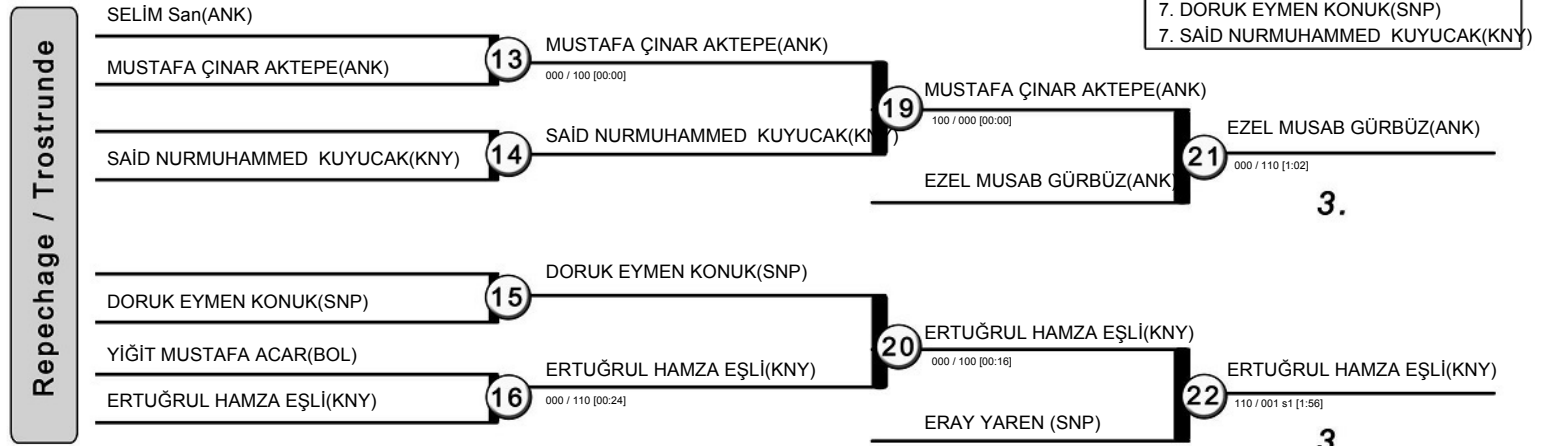 7. DORUK EYMEN KONUK(SNP)
7. SAİD NURMUHAMMED KUYUCAK(KNY)
Repechage / Trostrunde
SELİM San(ANK)
MUSTAFA ÇINAR AKTEPE(ANK)
13
MUSTAFA ÇINAR AKTEPE(ANK)
000 / 100 [00:00]
SAİD NURMUHAMMED KUYUCAK(KNY)
14
SAİD NURMUHAMMED KUYUCAK(KNY)
19
MUSTAFA ÇINAR AKTEPE(ANK)
100 / 000 [00:00]
EZEL MUSAB GÜRBÜZ(ANK)
21
EZEL MUSAB GÜRBÜZ(ANK)
000 / 110 [1:02]
3.
DORUK EYMEN KONUK(SNP)
15
DORUK EYMEN KONUK(SNP)
YİĞİT MUSTAFA ACAR(BOL)
ERTUĞRUL HAMZA EŞLİ(KNY)
16
ERTUĞRUL HAMZA EŞLİ(KNY)
000 / 110 [00:24]
20
ERTUĞRUL HAMZA EŞLİ(KNY)
000 / 100 [00:16]
ERAY YAREN (SNP)
22
ERTUĞRUL HAMZA EŞLİ(KNY)
110 / 001 s1 [1:56]
3